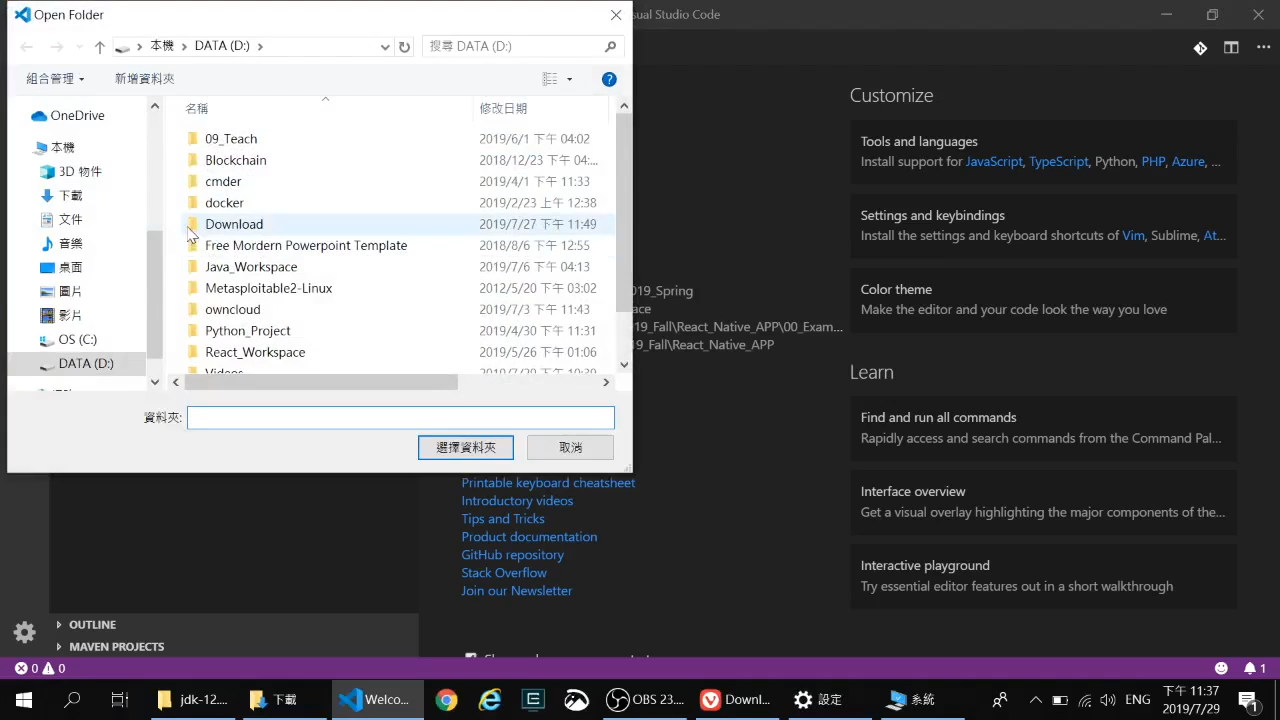 Open Folder
sual Studio Code
本機 DATA (D:)
搜尋 DATA (D:)
組合管理 新增資料夾
OneDrive
本機
3D 物件
下載
文件
音樂
桌面
圖片
影片
OS (C:)
DATA (D:)
名稱 修改日期
09_Teach 2019/6/1 下午 04:02
Blockchain 2018/12/23 下午 04:...
cmder 2019/4/1 下午 11:33
docker 2019/2/23 上午 12:38
Download 2019/7/27 下午 11:49
Free Mordern Powerpoint Template 2018/8/6 下午 12:55
Java_Workspace 2019/7/6 下午 04:13
Metasploitable2-Linux 2012/5/20 下午 03:02
owncloud 2019/7/3 下午 11:43
Python_Project 2019/4/30 下午 11:31
React_Workspace 2019/5/26 下午 01:06
Videos
資料夾:
選擇資料夾 取消
019_Spring
ace
19_Fall\React_Native_APP\00_Exam...
19_Fall\React_Native_APP
Printable keyboard cheatsheet
Introductory videos
Tips and Tricks
Product documentation
GitHub repository
Stack Overflow
Join our Newsletter
Customize
Tools and languages
Install support for JavaScript, TypeScript, Python, PHP, Azure, ...
Settings and keybindings
Install the settings and keyboard shortcuts of Vim, Sublime, At...
Color theme
Make the editor and your code look the way you love
Learn
Find and run all commands
Rapidly access and search commands from the Command Pal...
Interface overview
Get a visual overlay highlighting the major components of the...
Interactive playground
Try essential editor features out in a short walkthrough
OUTLINE
MAVEN PROJECTS
0 0
1
jdk-12....
下載
Welco...
OBS 23....
Downl...
設定
系統
ENG
下午 11:37
2019/7/29
1